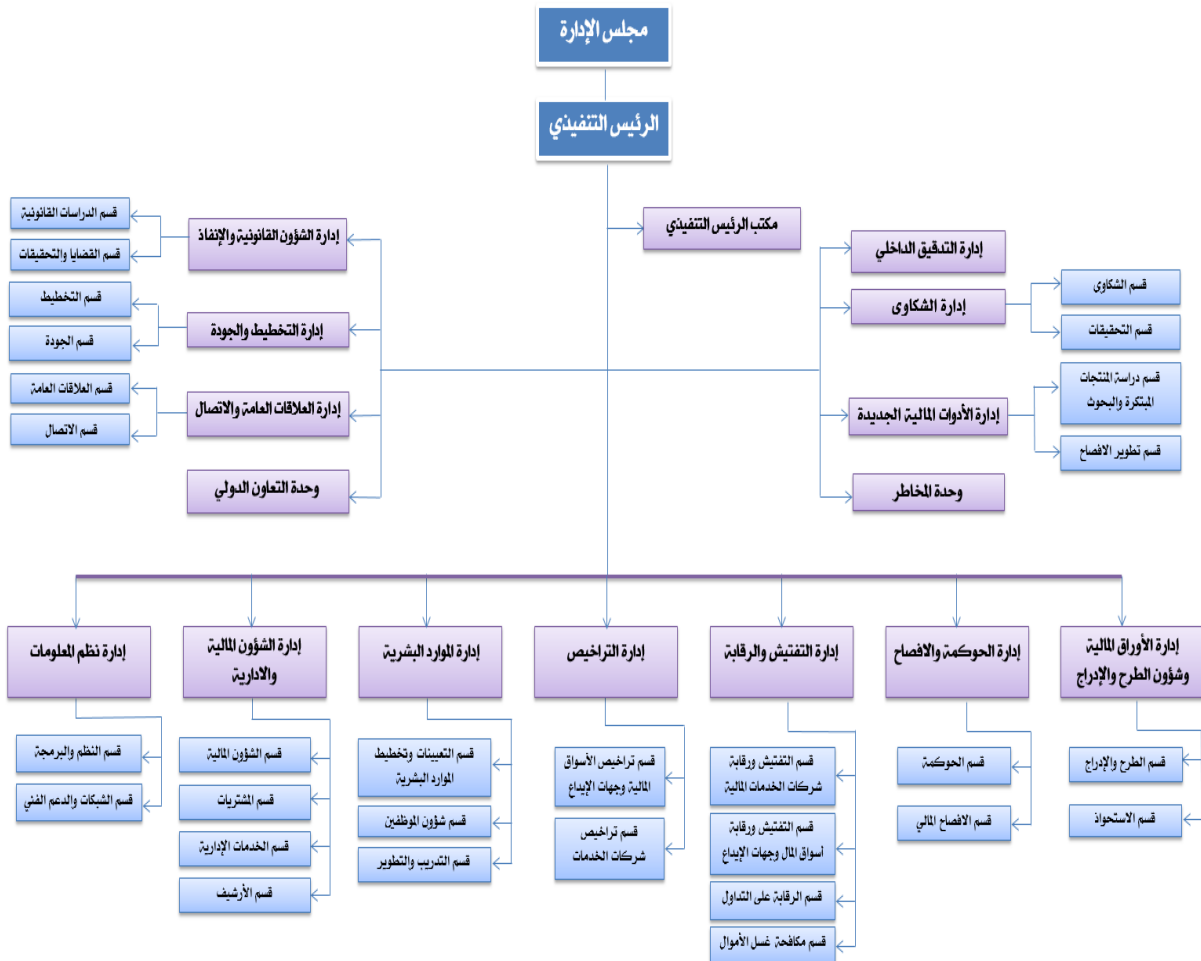 مجلس الإدارة
الرئيس التنفيذي
مكتب الرئيس التنفيذي
إدارة التدقيق الداخلي
إدارة الشكاوى
قسم الشكاوى
قسم التحقيقات
إدارة الأدوات المالية الجديدة
قسم دراسة المنتجات
المبتكرة والبحوث
قسم تطوير الافصاح
وحدة المخاطر
إدارة الشؤون القانونية والإنفاذ
قسم الدراسات القانونية
قسم القضايا والتحقيقات
إدارة التخطيط والجودة
قسم التخطيط
قسم الجودة
إدارة العلاقات العامة والاتصال
قسم العلاقات العامة
قسم الاتصال
وحدة التعاون الدولي
إدارة الأوراق المالية
وشؤون الطرح والإدراج
قسم الطرح والإدراج
قسم الاستحواذ
إدارة الحوكمة والافصاح
قسم الحوكمة
قسم الافصاح المالي
إدارة التفتيش والرقابة
قسم التفتيش ورقابة
شركات الخدمات المالية
قسم التفتيش ورقابة
أسواق المال وجهات الإيداع
قسم الرقابة على التداول
قسم مكافحة غسل الأموال
إدارة التراخيص
قسم تراخيص الأسواق
المالية وجهات الإيداع
قسم تراخيص
شركات الخدمات
إدارة الموارد البشرية
قسم التعيينات وتخطيط
الموارد البشرية
قسم شؤون الموظفين
قسم التدريب والتطوير
إدارة الشؤون المالية
والادارية
قسم الشؤون المالية
قسم المشتريات
قسم الخدمات الإدارية
قسم الأرشيف
إدارة نظم المعلومات
قسم النظم والبرمجة
قسم الشبكات والدعم الفني